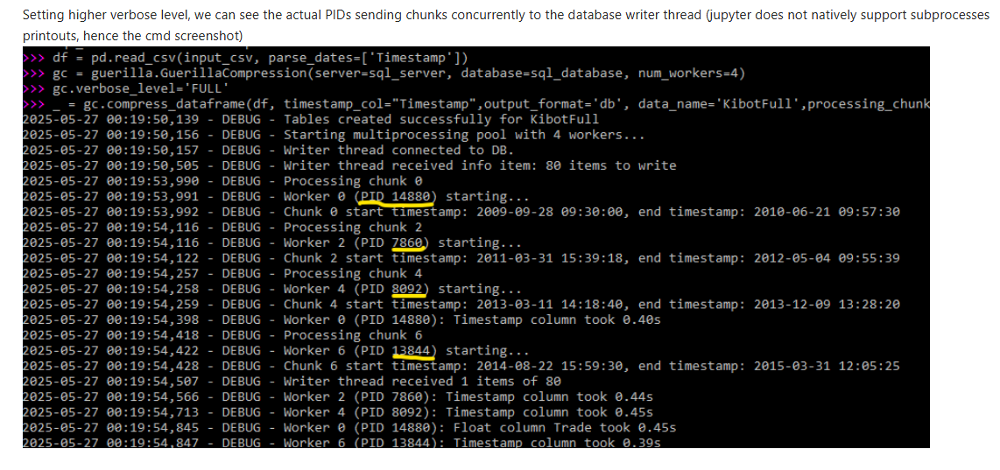 Setting higher verbose level, we can see the actual PIDs sending chunks concurrently to the database writer thread (jupyter does not natively support subprocesses
printouts, hence the cmd screenshot)
>>> df = pd.read_csv(input_csv, parse_dates=['Timestamp'])
>>> gc = guerilla.GuerillaCompression(server=sql_server, database=sql_database, num_workers=4)
>>> gc.verbose_level='FULL'
>>> _ = gc.compress_dataframe(df, timestamp_col="Timestamp",output_format='db', data_name='KibotFull',processing_chunk
2025-05-27 00:19:50,139 - DEBUG - Tables created successfully for KibotFull
2025-05-27 00:19:50,156 - DEBUG - Starting multiprocessing pool with 4 workers...
2025-05-27 00:19:50,157 - DEBUG - Writer thread connected to DB.
2025-05-27 00:19:50,505 - DEBUG - Writer thread received info item: 80 items to write
2025-05-27 00:19:53,990 - DEBUG - Processing chunk 0
2025-05-27 00:19:53,991 - DEBUG - Worker 0 (PID 14880) starting...
2025-05-27 00:19:53,992 - DEBUG - Chunk 0 start timestamp: 2009-09-28 09:30:00, end timestamp: 2010-06-21 09:57:30
2025-05-27 00:19:54,116 - DEBUG - Processing chunk 2
2025-05-27 00:19:54,116 - DEBUG - Worker 2 (PID 7860) starting...
2025-05-27 00:19:54,122 - DEBUG - Chunk 2 start timestamp: 2011-03-31 15:39:18, end timestamp: 2012-05-04 09:55:39
2025-05-27 00:19:54,257 - DEBUG - Processing chunk 4
2025-05-27 00:19:54,258 - DEBUG - Worker 4 (PID 8092) starting...
2025-05-27 00:19:54,259 - DEBUG - Chunk 4 start timestamp: 2013-03-11 14:18:40, end timestamp: 2013-12-09 13:28:20
2025-05-27 00:19:54,398 - DEBUG - Worker 0 (PID 14880): Timestamp column took 0.40s
2025-05-27 00:19:54,418 - DEBUG - Processing chunk 6
2025-05-27 00:19:54,422 - DEBUG - Worker 6 (PID 13844) starting...
2025-05-27 00:19:54,428 - DEBUG - Chunk 6 start timestamp: 2014-08-22 15:59:30, end timestamp: 2015-03-31 12:05:25
2025-05-27 00:19:54,507 - DEBUG - Writer thread received 1 items of 80
2025-05-27 00:19:54,566 - DEBUG - Worker 2 (PID 7860): Timestamp column took 0.44s
2025-05-27 00:19:54,713 - DEBUG - Worker 4 (PID 8092): Timestamp column took 0.45s
2025-05-27 00:19:54,845 - DEBUG - Worker 0 (PID 14880): Float column Trade took 0.45s
2025-05-27 00:19:54,847 - DEBUG - Worker 6 (PID 13844): Timestamp column took 0.39s